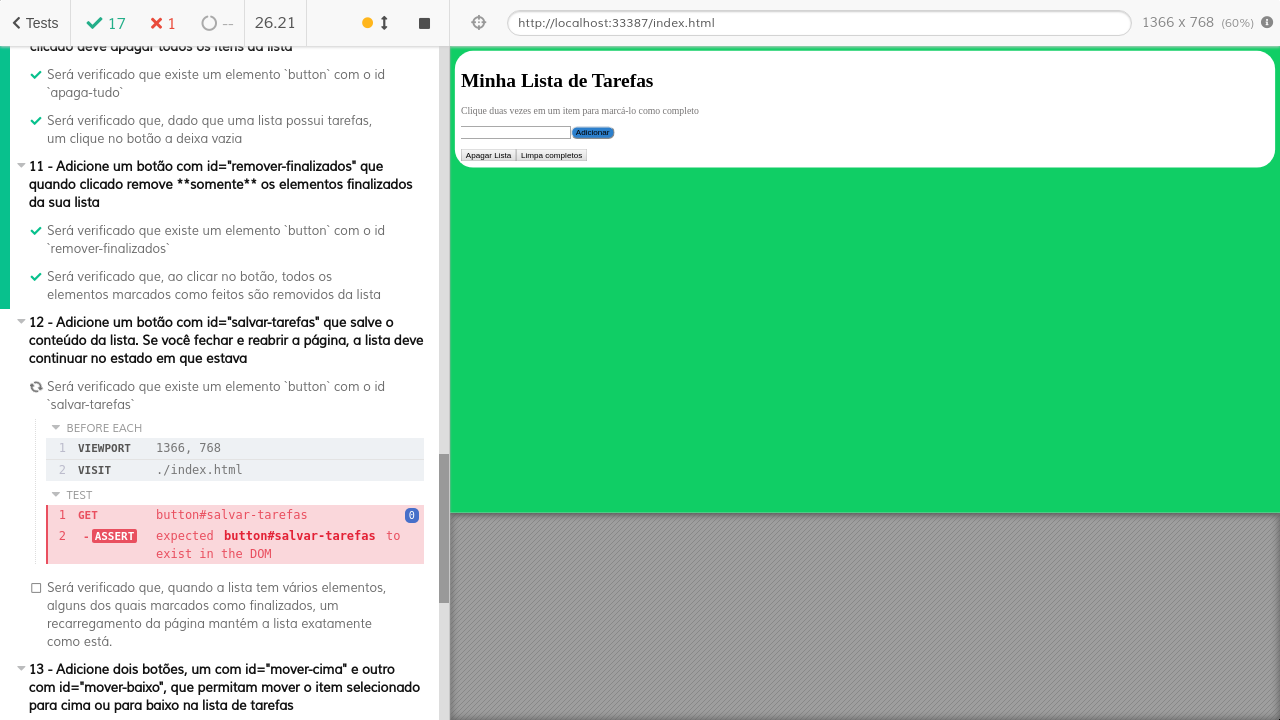 Tests
17
1
--
26.21
http://localhost:33387/index.html
1366 x 768 (60%)
clicado deve apagar todos os itens da lista
Será verificado que existe um elemento `button` com o id
`apaga-tudo`
Será verificado que, dado que uma lista possui tarefas,
um clique no botão a deixa vazia
11 - Adicione um botão com id="remover-finalizados" que
quando clicado remove **somente** os elementos finalizados
da sua lista
Será verificado que existe um elemento `button` com o id
`remover-finalizados`
Será verificado que, ao clicar no botão, todos os
elementos marcados como feitos são removidos da lista
12 - Adicione um botão com id="salvar-tarefas" que salve o
conteúdo da lista. Se você fechar e reabrir a página, a lista deve
continuar no estado em que estava
Será verificado que existe um elemento `button` com o id
`salvar-tarefas`
BEFORE EACH
1 VIEWPORT 1366, 768
2 VISIT ./index.html
TEST
1 GET button#salvar-tarefas 0
2 -ASSERT expected button#salvar-tarefas to
exist in the DOM
Será verificado que, quando a lista tem vários elementos,
alguns dos quais marcados como finalizados, um
recarregamento da página mantém a lista exatamente
como está.
13 - Adicione dois botões, um com id="mover-cima" e outro
com id="mover-baixo", que permitam mover o item selecionado
para cima ou para baixo na lista de tarefas
Minha Lista de Tarefas
Clique duas vezes em um item para marcá-lo como completo
Adicionar
Apagar Lista Limpa completos